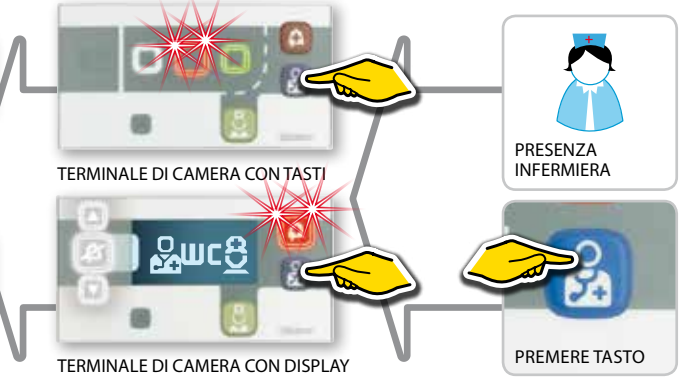 TERMINALE DI CAMERA CON TASTI
PRESENZA
INFERMIERA
WC
TERMINALE DI CAMERA CON DISPLAY
PREMERE TASTO